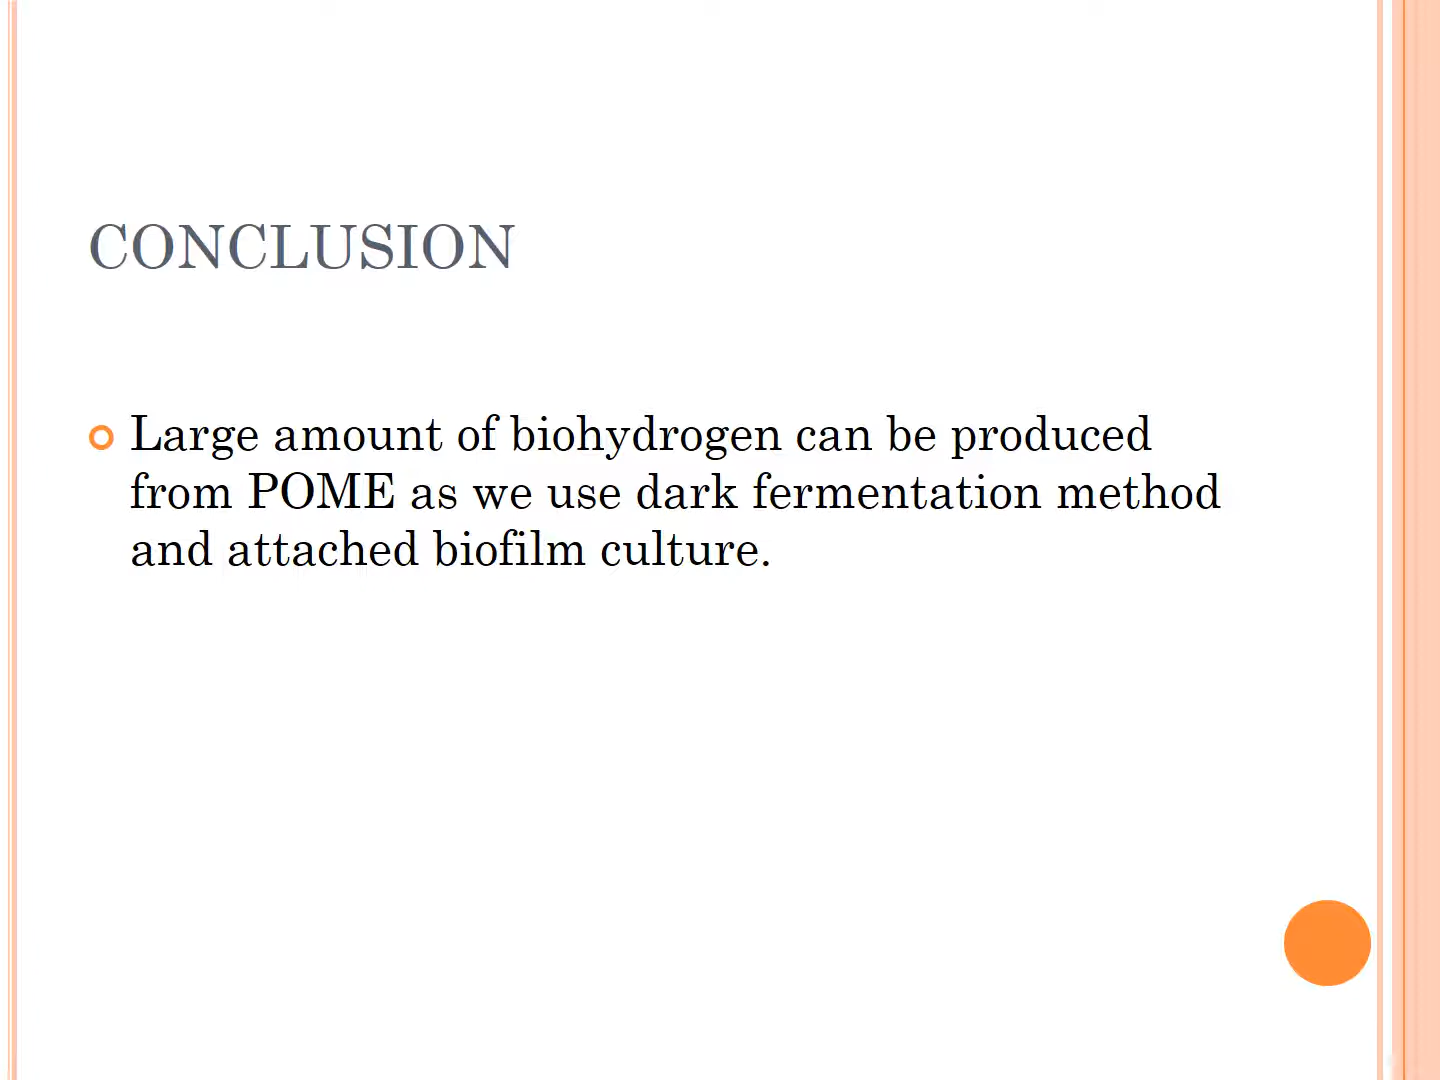 CONCLUSION
Large amount of biohydrogen can be produced
from POME as we use dark fermentation method
and attached biofilm culture.